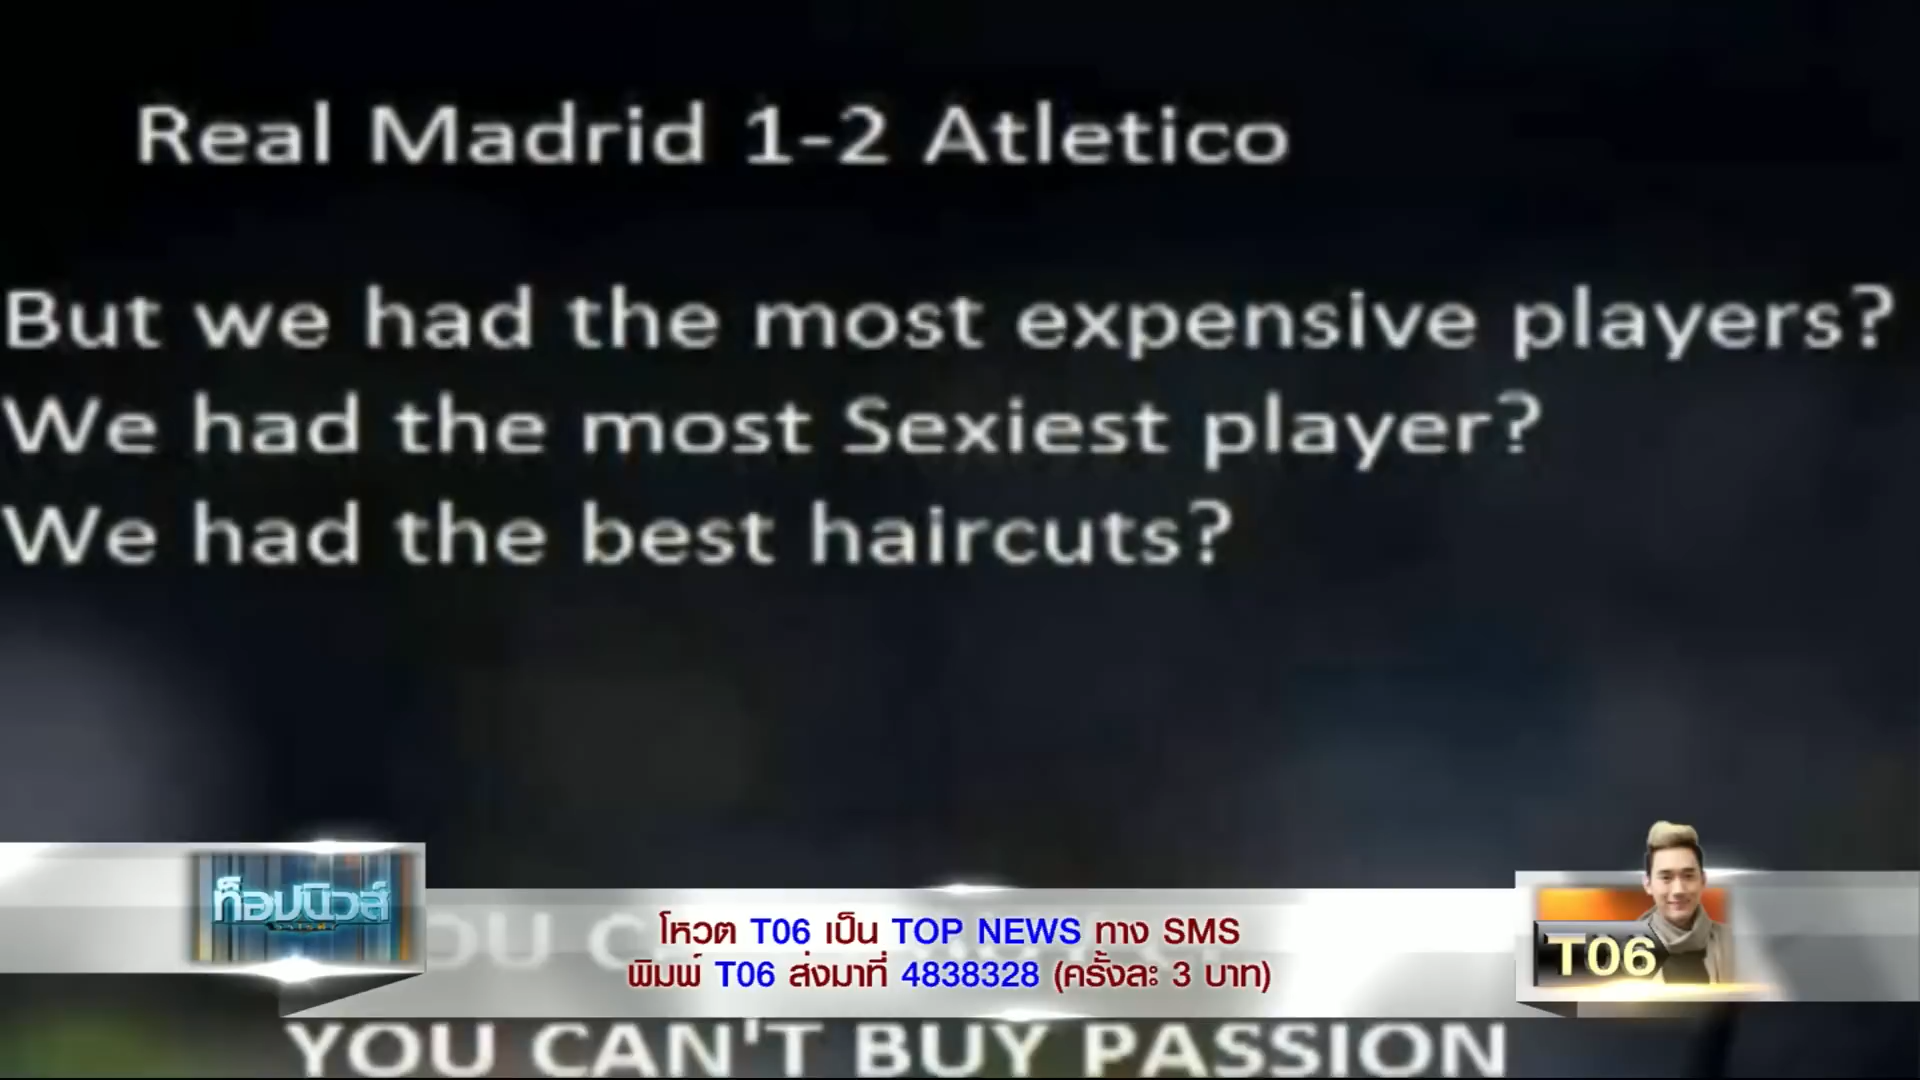 Real Madrid 1-2 Atletico
But we had the most expensive players?
We had the most Sexiest player?
We had the best haircuts?
ท็อปนิวส์
โหวต T06 เป็น TOP NEWS ทาง SMS
พิมพ์ T06 ส่งมาที่ 4838328 (ครั้งละ 3 บาท)
T06
YOU CAN'T BUY PASSION